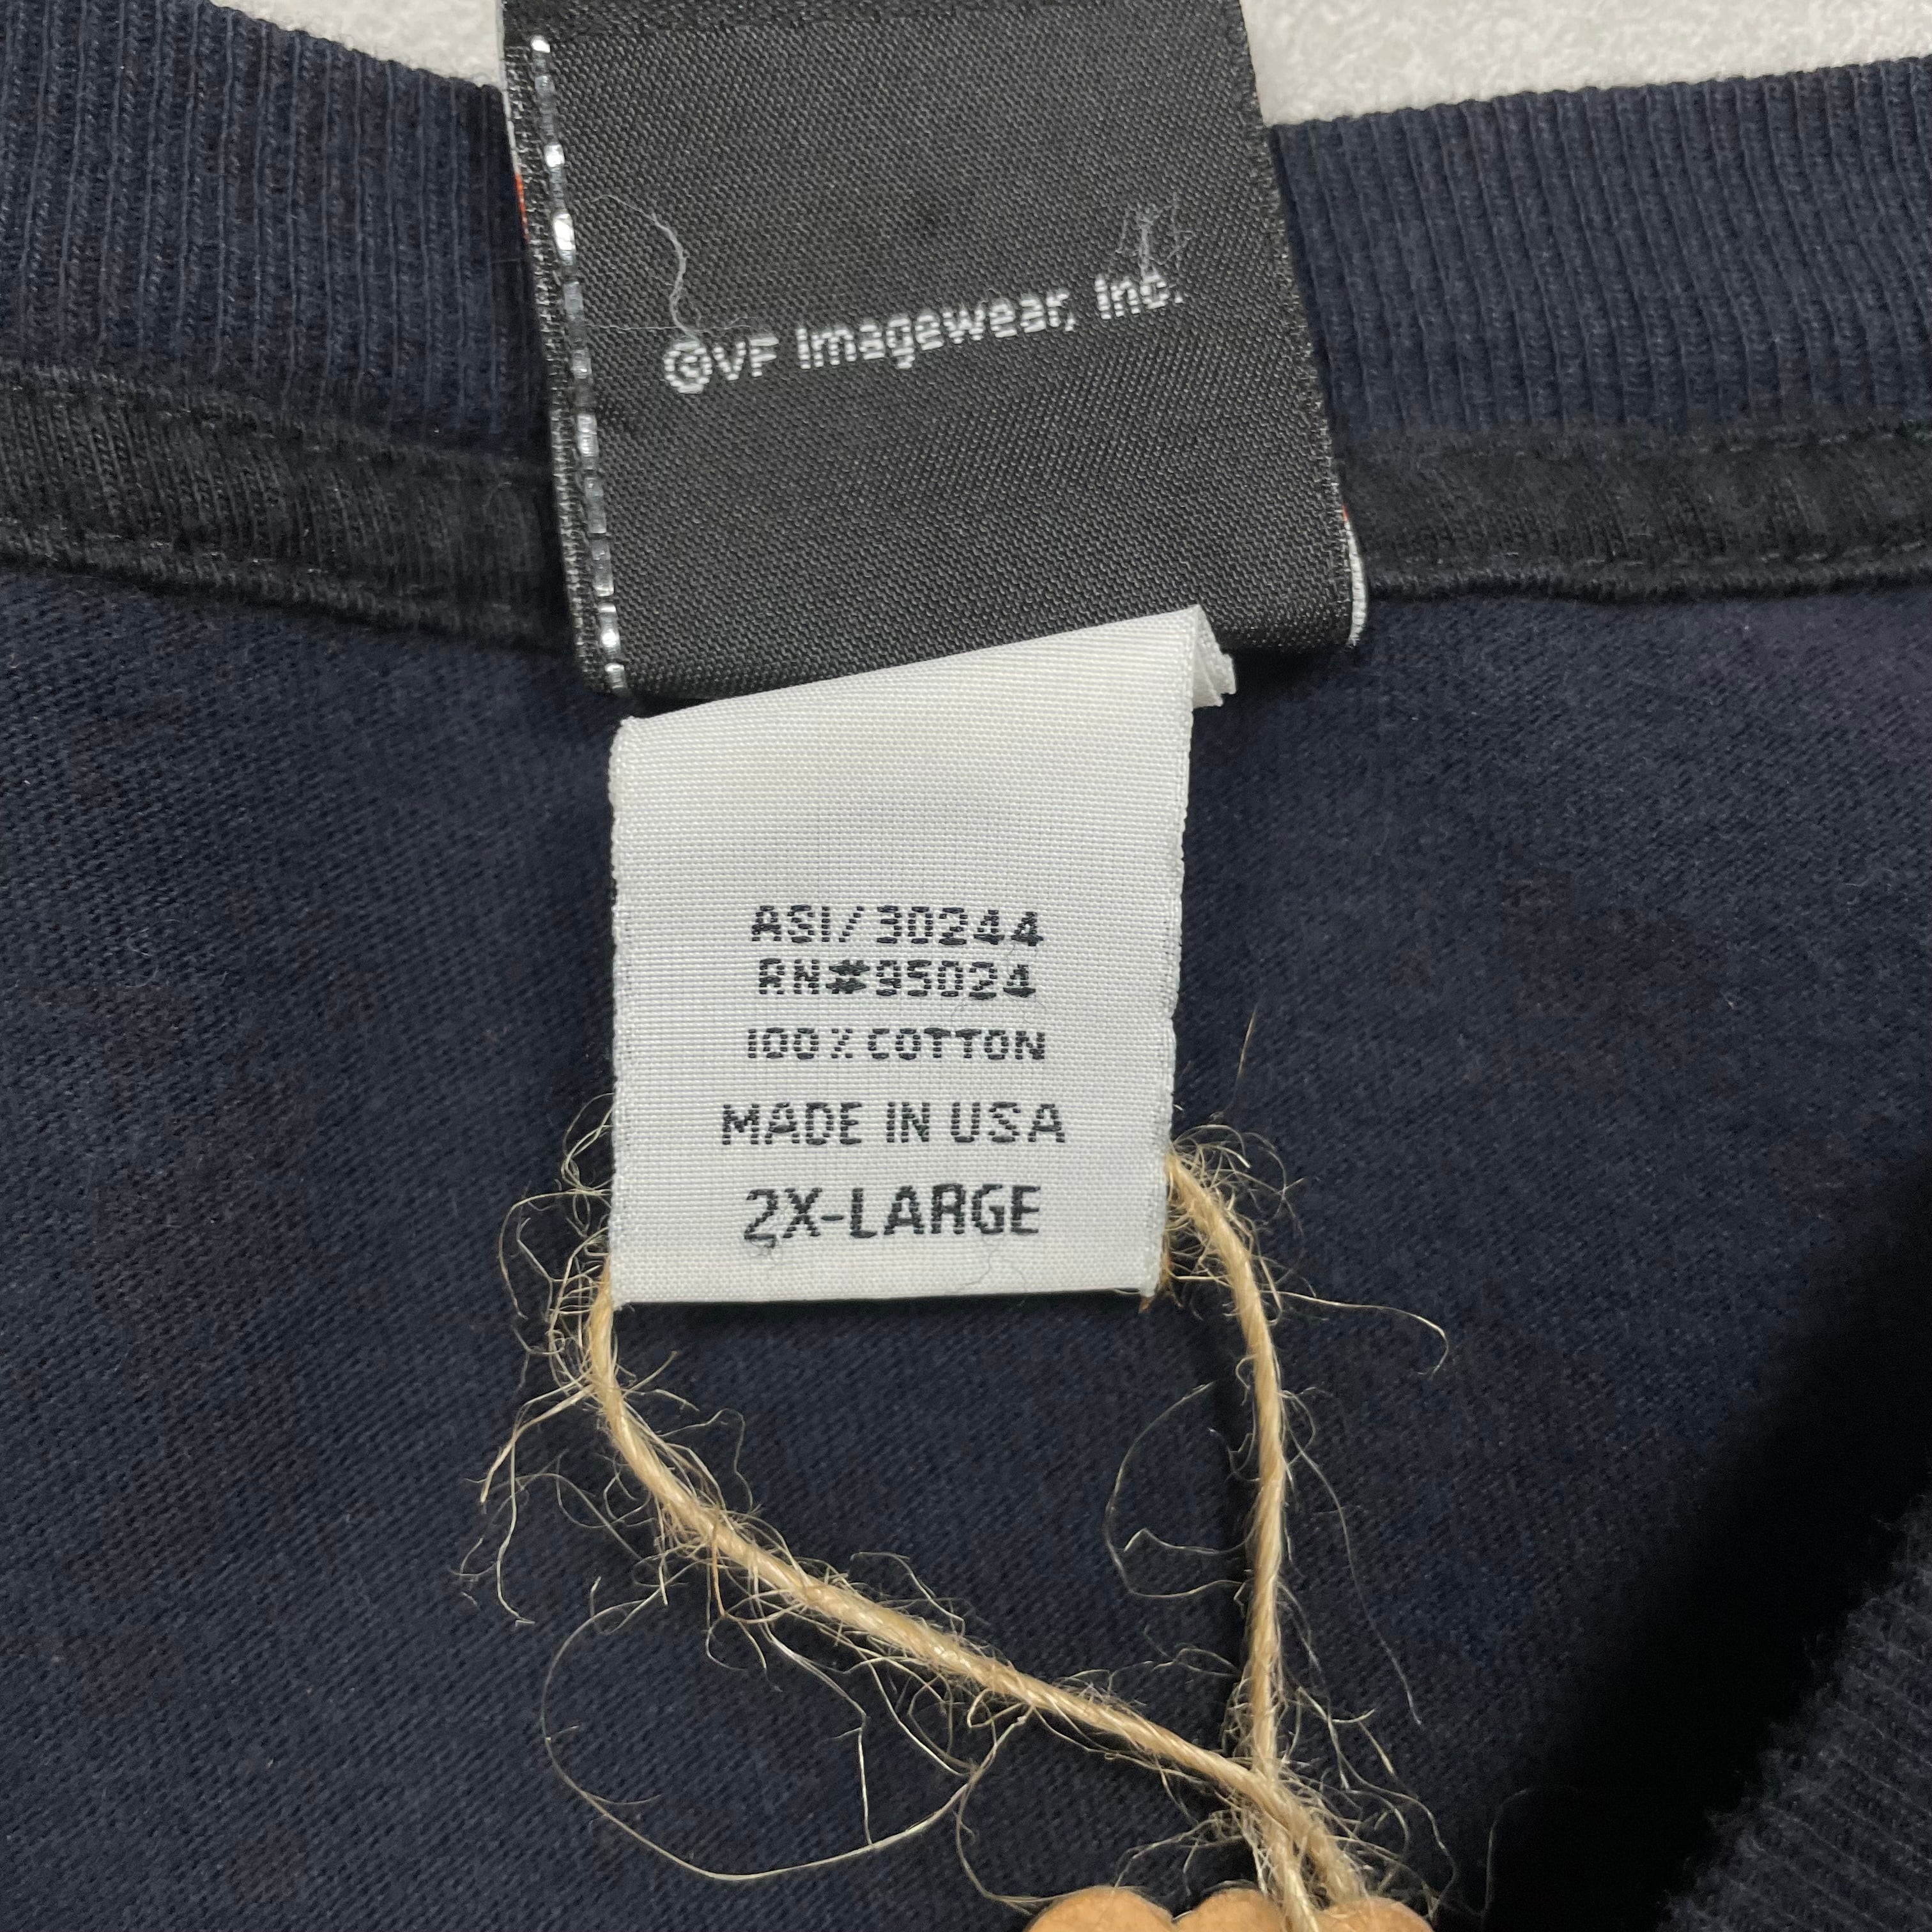 ©VF Imagewear, Inc.
ASI/30244
RN#95024
100% COTTON
MADE IN USA
2X-LARGE